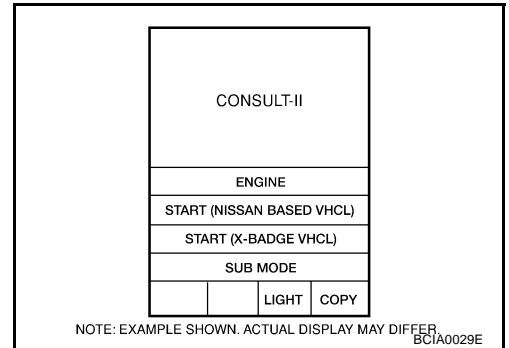 CONSULT-II
ENGINE
START (NISSAN BASED VHCL)
START (X-BADGE VHCL)
SUB MODE
LIGHT COPY
NOTE: EXAMPLE SHOWN. ACTUAL DISPLAY MAY DIFFER.
BCIA0029E